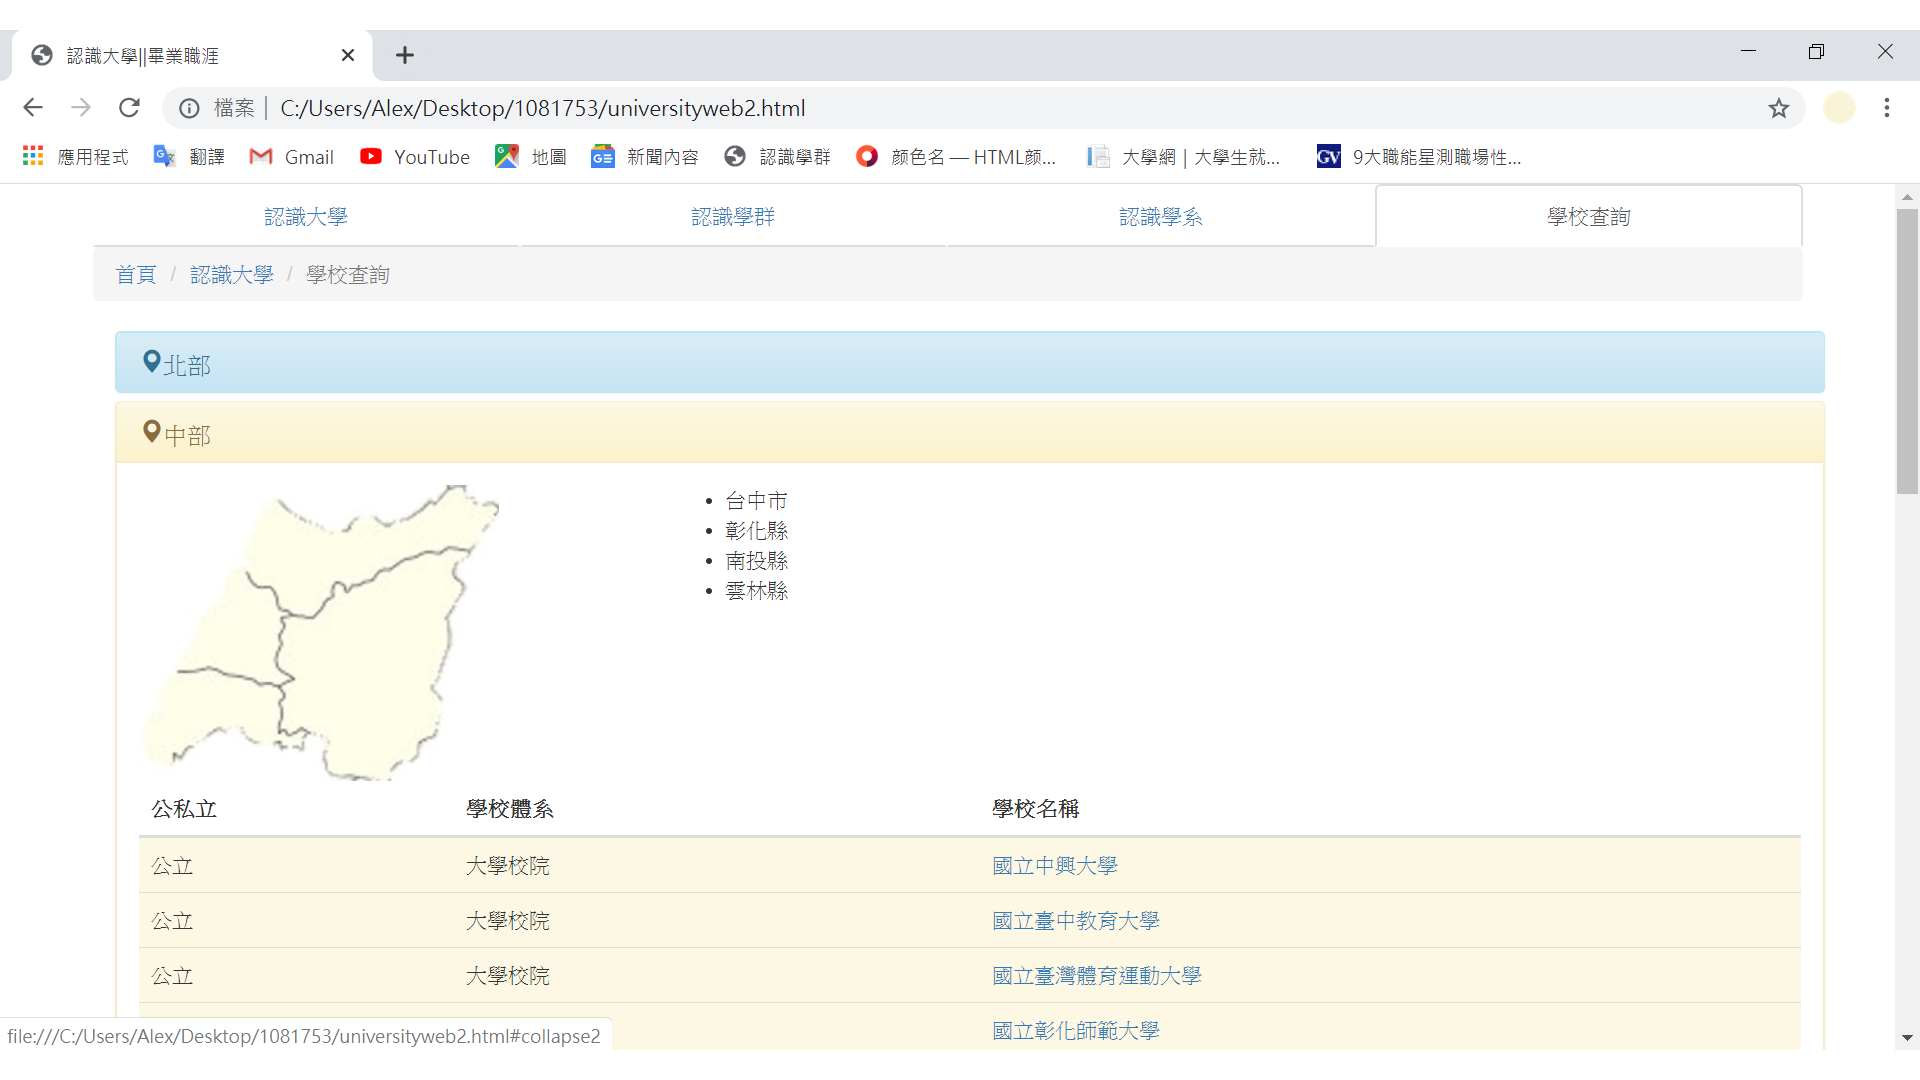 認識大學||畢業職涯
檔案 | C:/Users/Alex/Desktop/1081753/universityweb2.html
應用程式 翻譯 Gmail YouTube 地圖 新聞內容 認識學群 顏色名 — HTML颜... 大學網 | 大學生就... GV 9大職能星測職場性...
認識大學 認識學群 認識學系 學校查詢
首頁 / 認識大學 / 學校查詢
北部
中部
• 台中市
• 彰化縣
• 南投縣
• 雲林縣
公私立 學校體系 學校名稱
公立 大學校院 國立中興大學
公立 大學校院 國立臺中教育大學
公立 大學校院 國立臺灣體育運動大學
國立彰化師範大學
file:///C:/Users/Alex/Desktop/1081753/universityweb2.html#collapse2